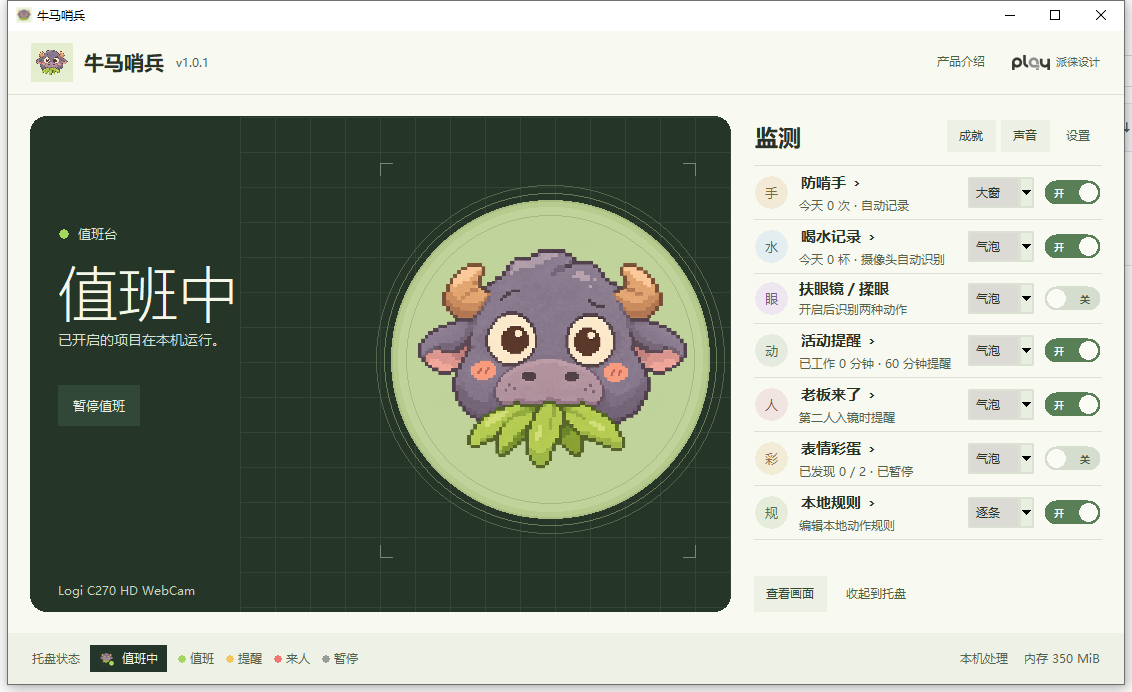 牛马哨兵
牛马哨兵 v1.0.1
产品介绍 play 派徕设计
值班台
值班中
已开启的项目在本机运行。
暂停值班
Logi C270 HD WebCam
监测 成就 声音 设置
手 防啃手 › 大窗 开
今天 0 次 · 自动记录
水 喝水记录 › 气泡 开
今天 0 杯 · 摄像头自动识别
眼 扶眼镜 / 揉眼 气泡 关
开启后识别两种动作
动 活动提醒 › 气泡 开
已工作 0 分钟 · 60 分钟提醒
人 老板来了 › 气泡 开
第二人入镜时提醒
彩 表情彩蛋 › 气泡 关
已发现 0 / 2 · 已暂停
规 本地规则 › 逐条 开
编辑本地动作规则
查看画面 收起到托盘
托盘状态 值班中 值班 提醒 来人 暂停 本机处理 内存 350 MiB